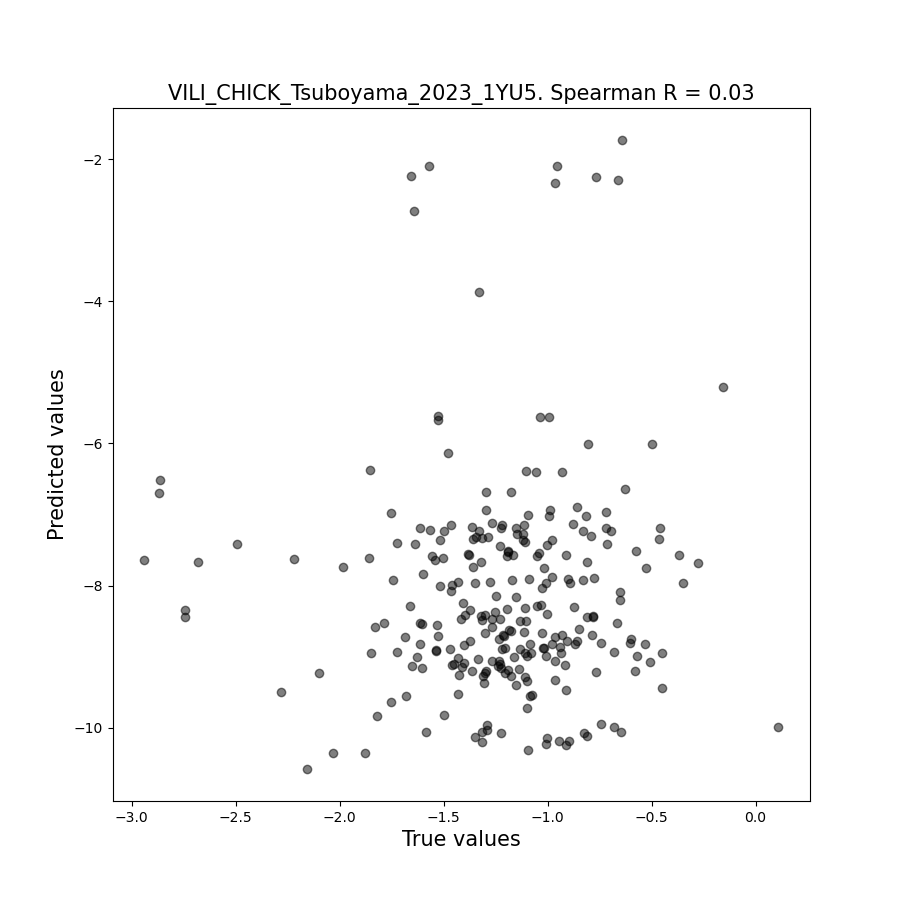 VILI_CHICK_Tsuboyama_2023_1YU5. Spearman R = 0.03
Predicted values
−2
−4
−6
−8
−10
−3.0 −2.5 −2.0 −1.5 −1.0 −0.5 0.0
True values